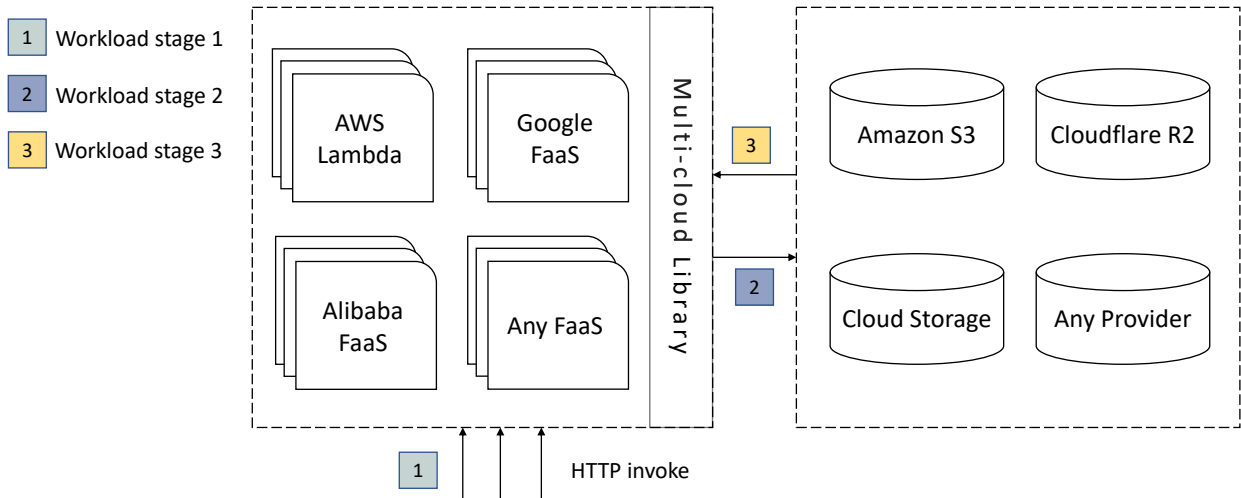 1 Workload stage 1
2 Workload stage 2
3 Workload stage 3
AWS
Lambda
Google
FaaS
Alibaba
FaaS
Any FaaS
Multi-cloud Library
3
2
Amazon S3
Cloudflare R2
Cloud Storage
Any Provider
1
HTTP invoke